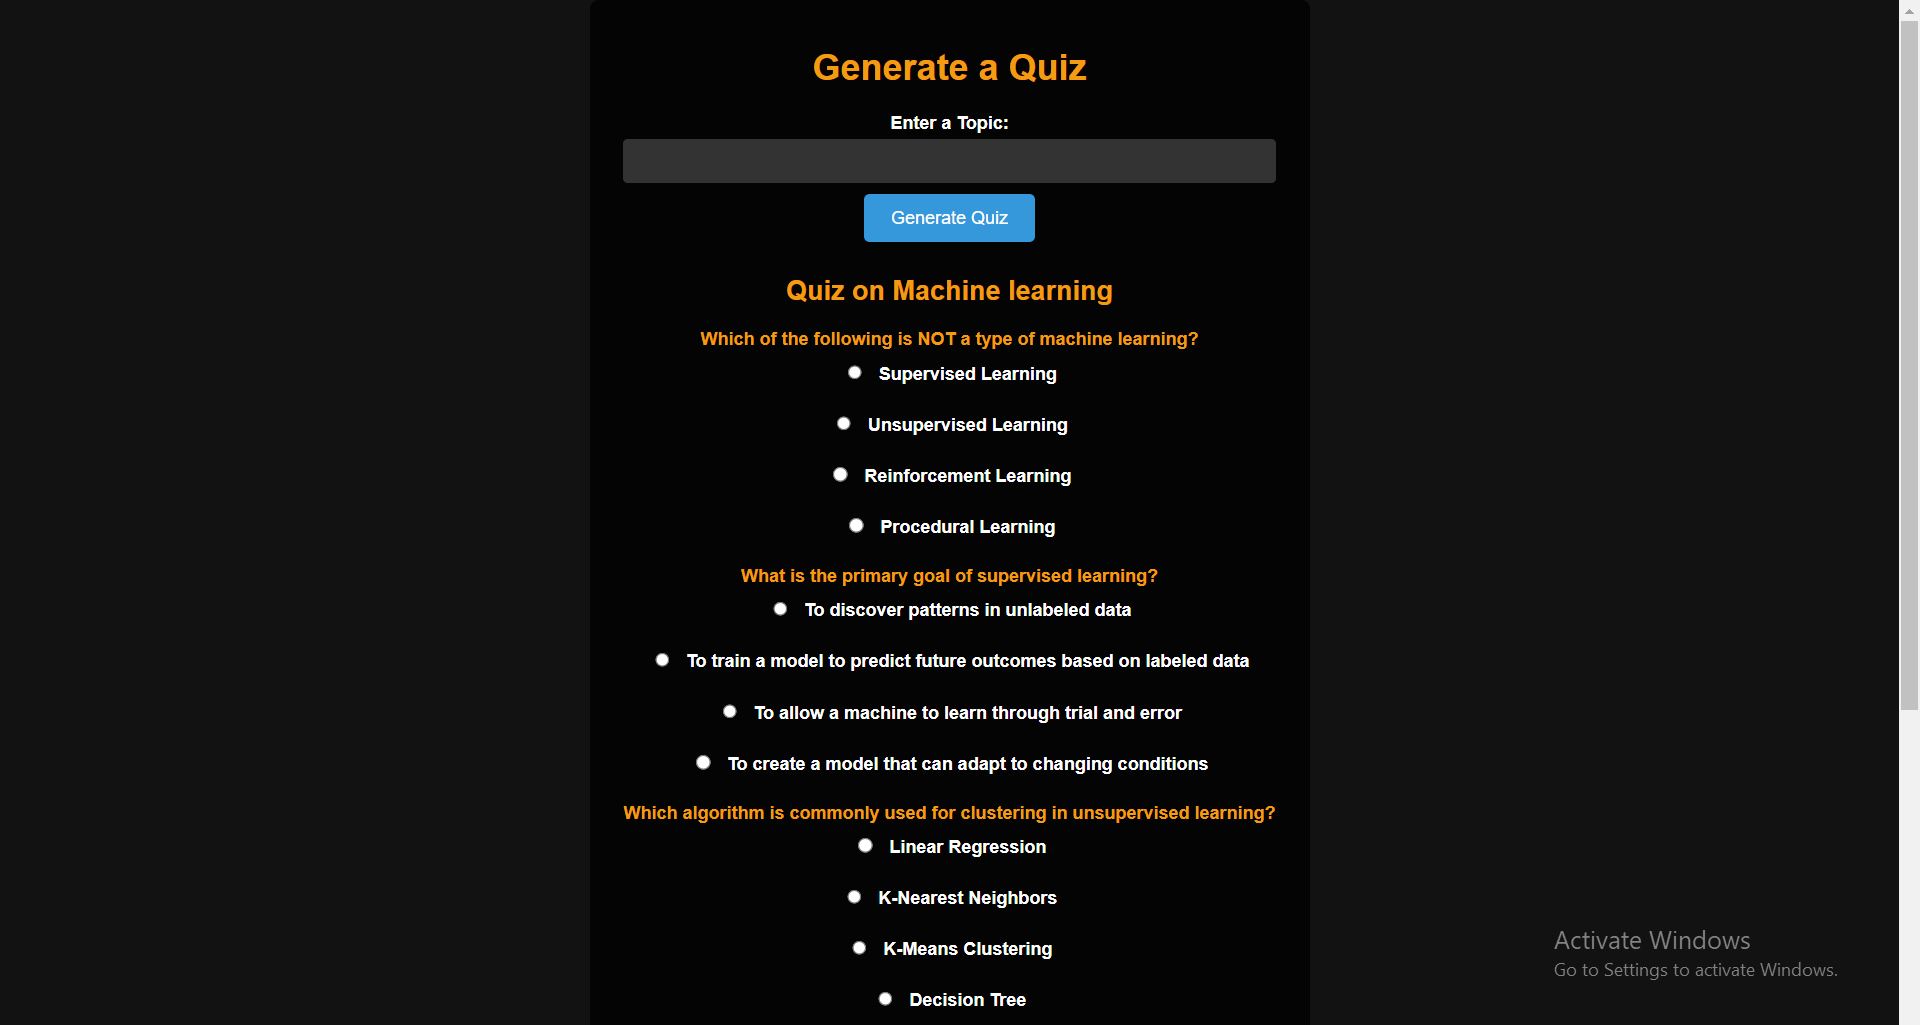 Generate a Quiz
Enter a Topic:
Generate Quiz
Quiz on Machine learning
Which of the following is NOT a type of machine learning?
Supervised Learning
Unsupervised Learning
Reinforcement Learning
Procedural Learning
What is the primary goal of supervised learning?
To discover patterns in unlabeled data
To train a model to predict future outcomes based on labeled data
To allow a machine to learn through trial and error
To create a model that can adapt to changing conditions
Which algorithm is commonly used for clustering in unsupervised learning?
Linear Regression
K-Nearest Neighbors
K-Means Clustering
Decision Tree
Activate Windows
Go to Settings to activate Windows.